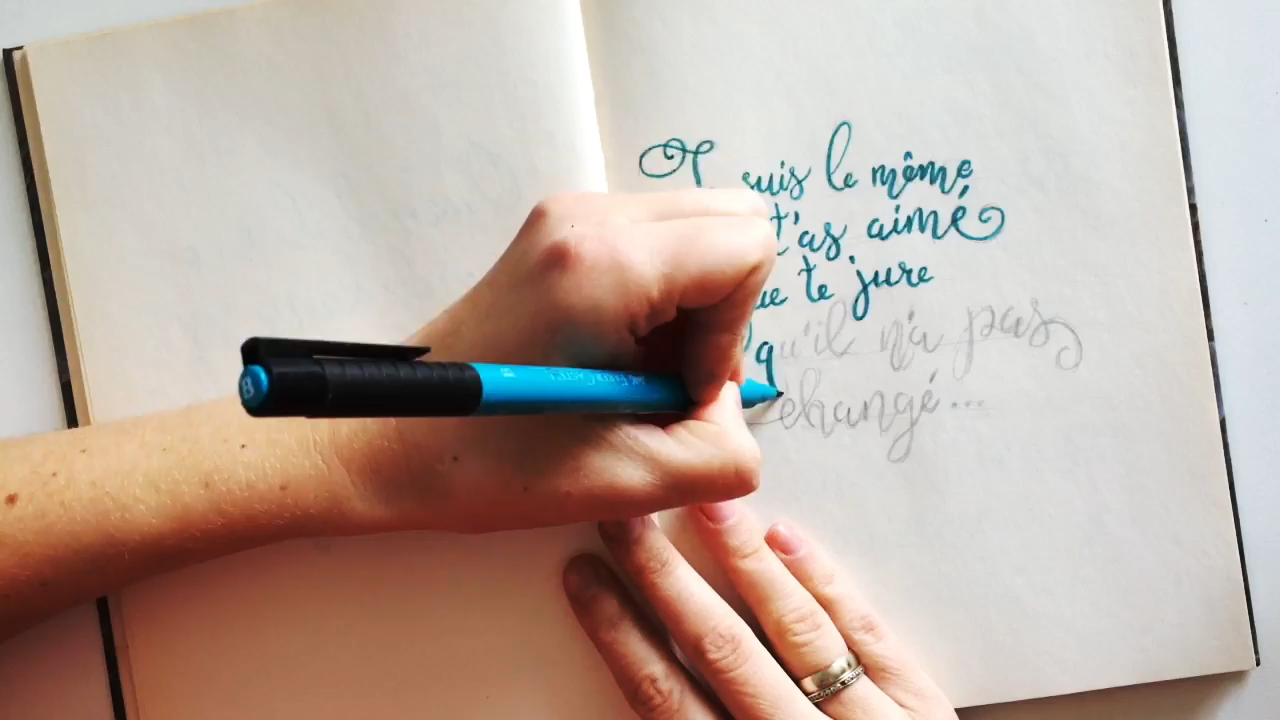 suis le même
t'as aimé
te jure
qu'il n'a pas
changé...